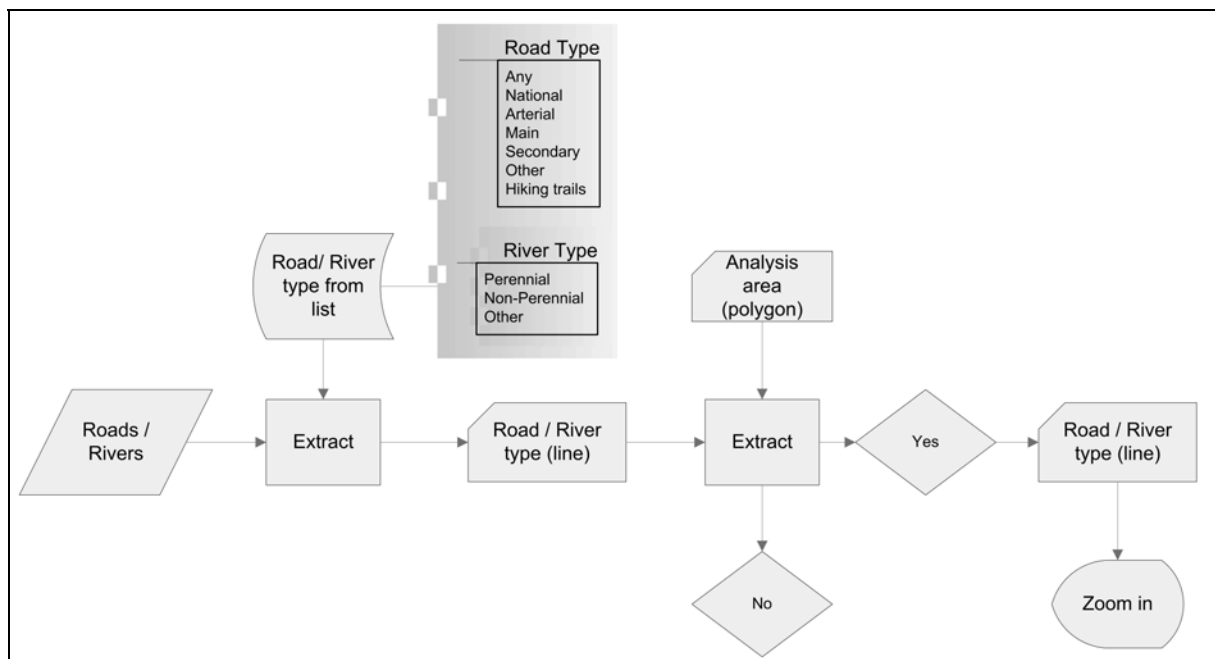 Road Type
Any
National
Arterial
Main
Secondary
Other
Hiking trails
River Type
Perennial
Non-Perennial
Other
Road/ River
type from
list
Analysis
area
(polygon)
Roads /
Rivers
Extract
Road / River
type (line)
Extract
Yes
Road / River
type (line)
No
Zoom in